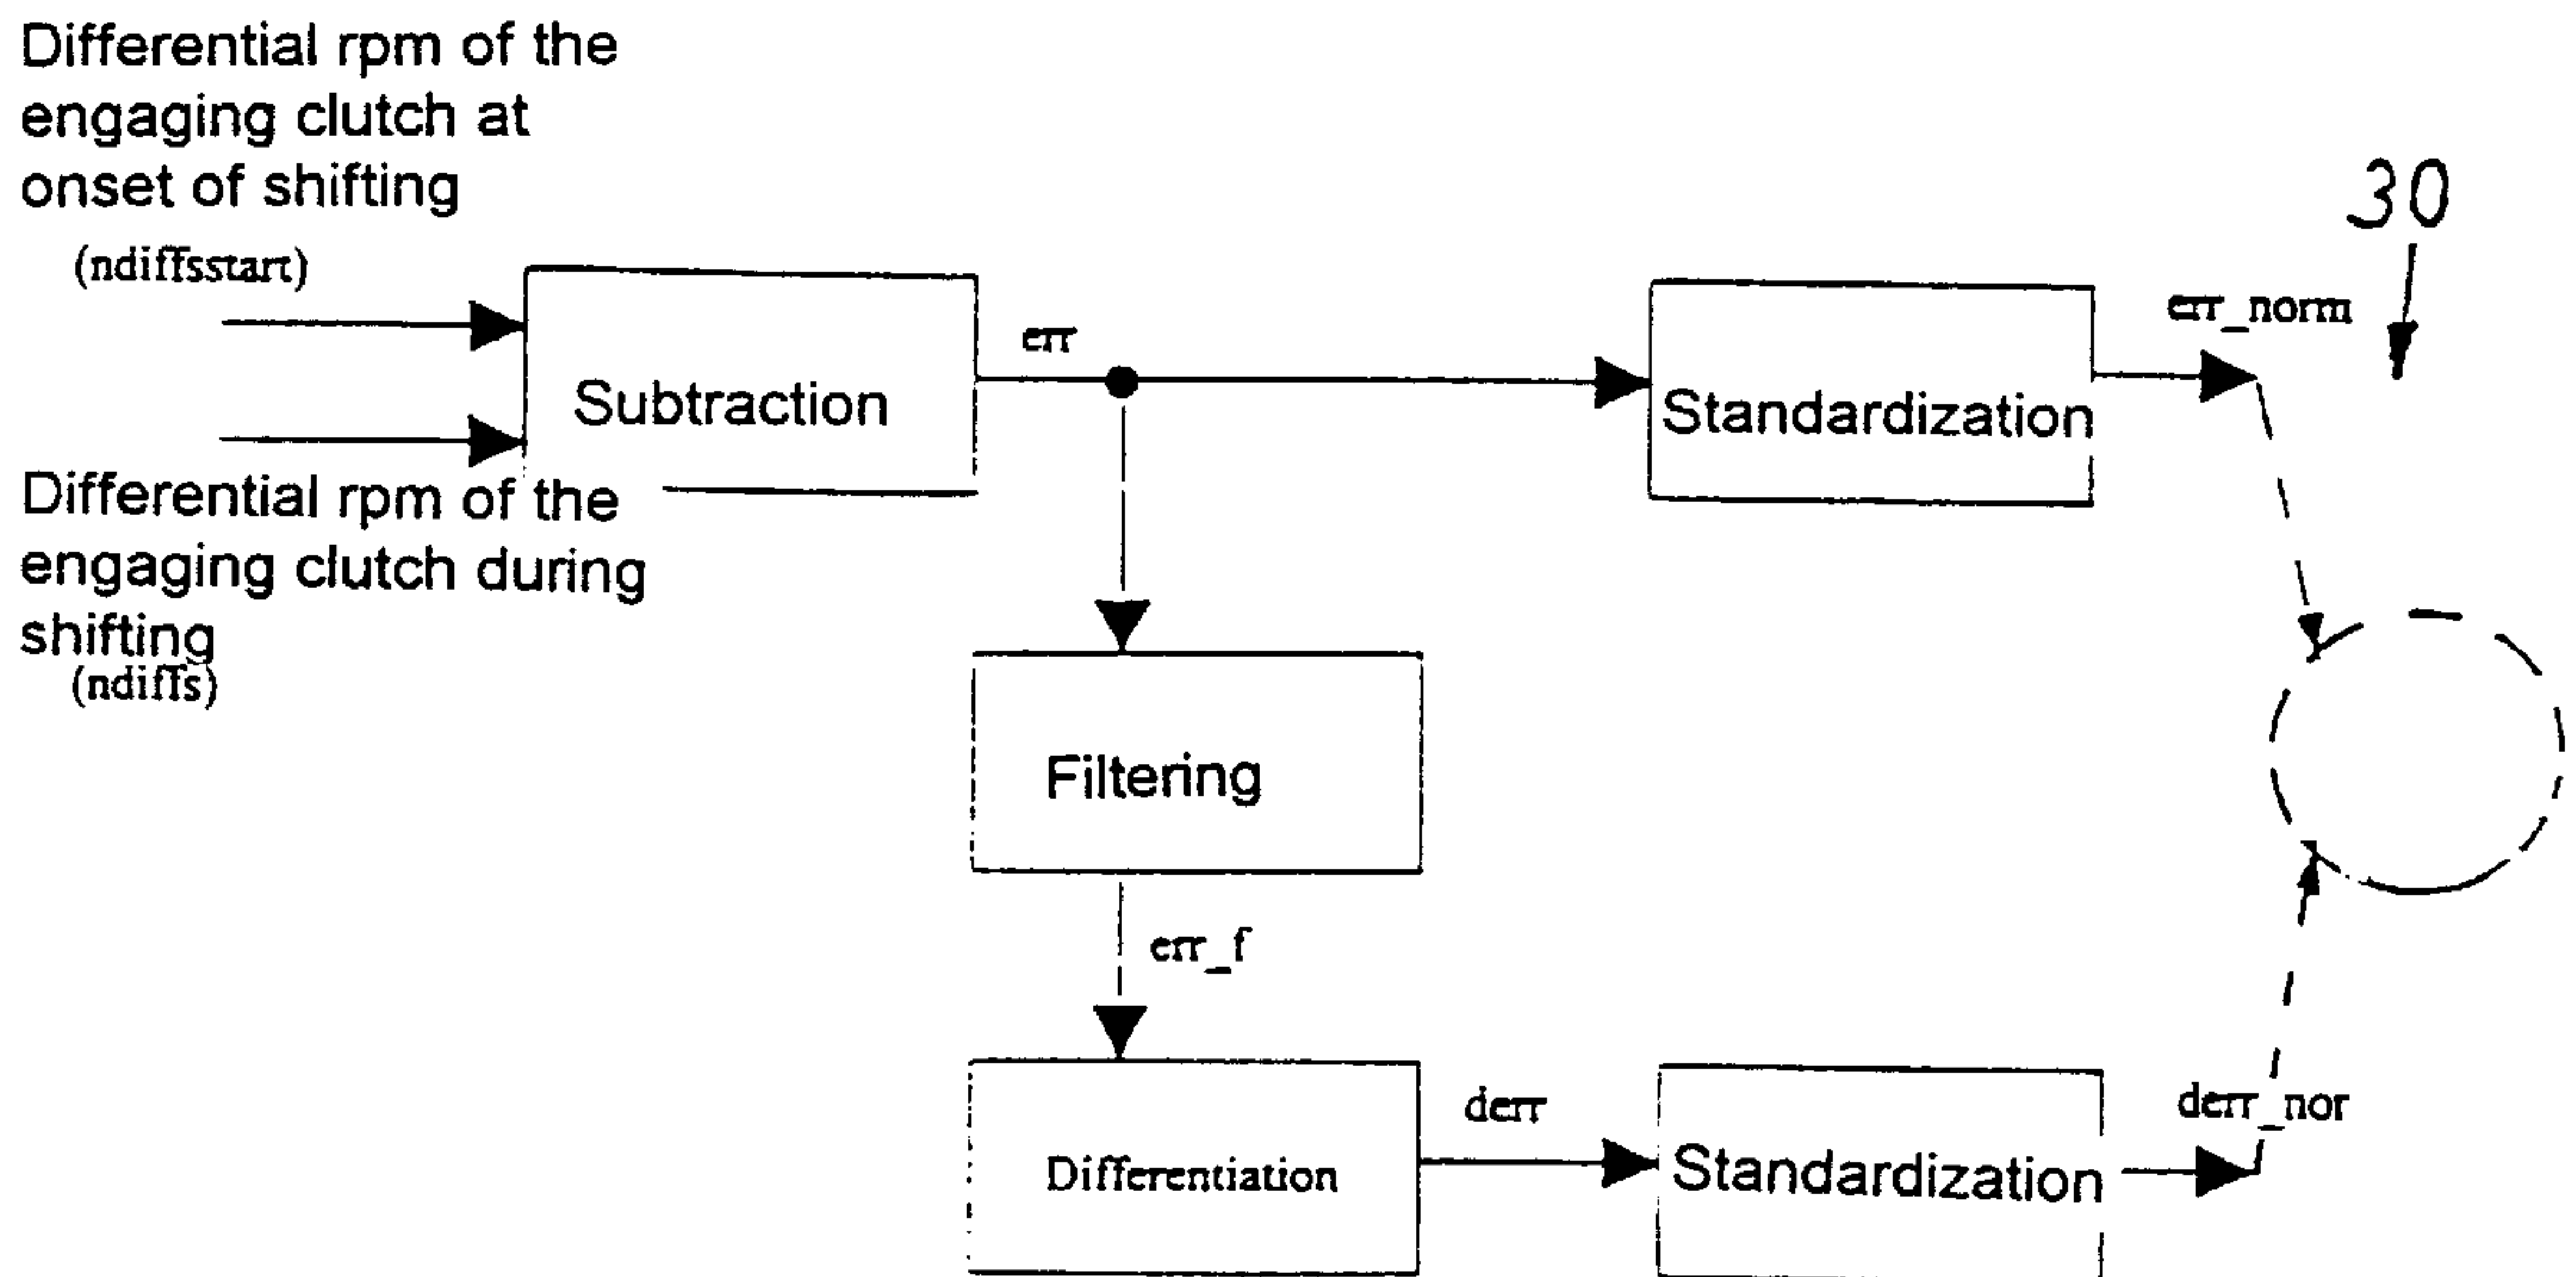 Differential rpm of the
engaging clutch at
onset of shifting
(ndiffsstart)
30
err
err_norm
Subtraction
Standardization
Differential rpm of the
engaging clutch during
shifting
(ndiffs)
Filtering
err_f
derr
derr_nor
Differentiation
Standardization